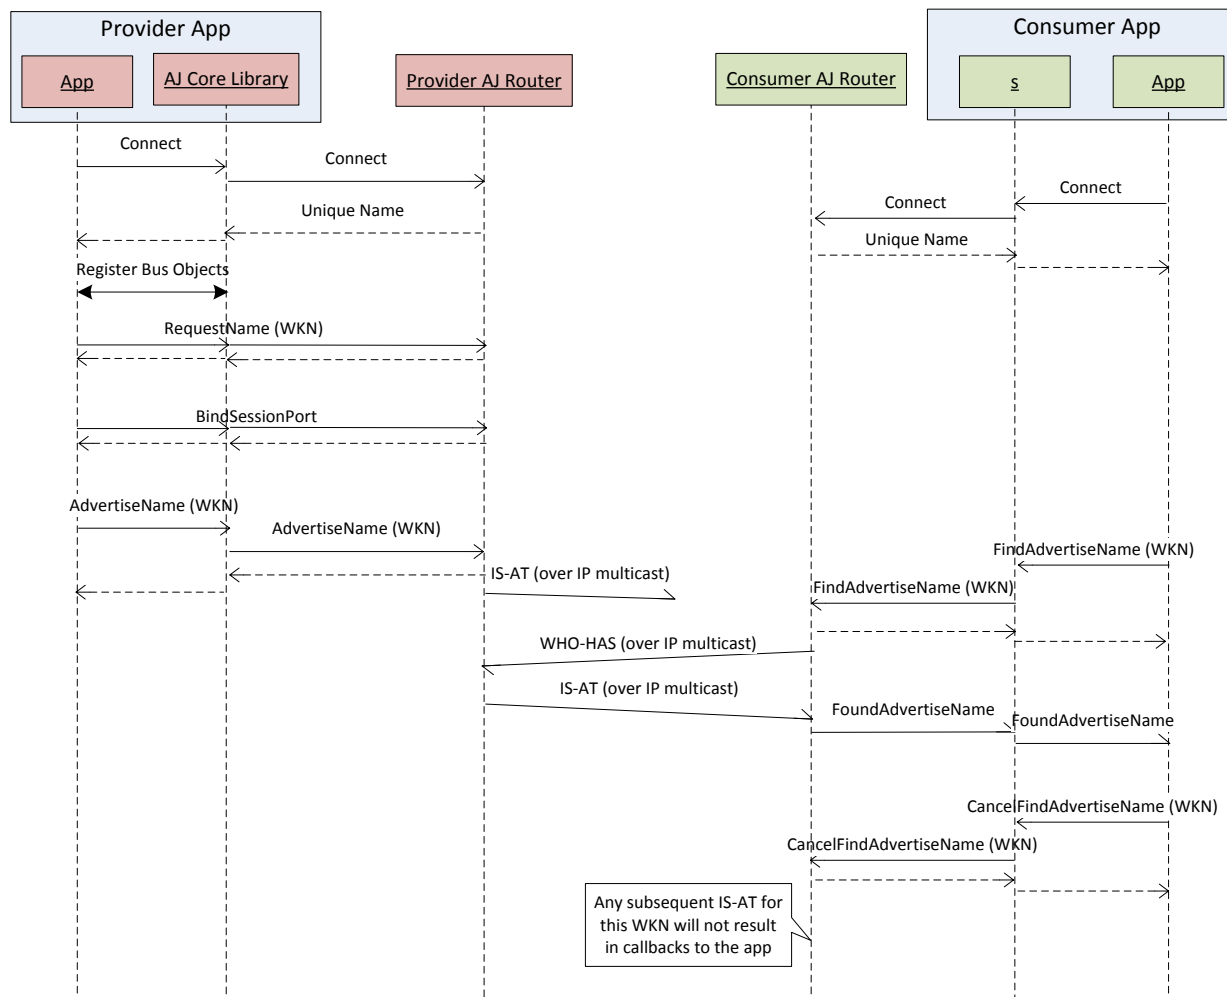 Provider App
Consumer App
App
AJ Core Library
Provider AJ Router
Consumer AJ Router
s
App
Connect
Connect
Connect
Connect
Unique Name
Unique Name
Register Bus Objects
RequestName (WKN)
BindSessionPort
AdvertiseName (WKN)
AdvertiseName (WKN)
FindAdvertiseName (WKN)
IS-AT (over IP multicast)
FindAdvertiseName (WKN)
WHO-HAS (over IP multicast)
IS-AT (over IP multicast)
FoundAdvertiseName
FoundAdvertiseName
CancelFindAdvertiseName (WKN)
CancelFindAdvertiseName (WKN)
Any subsequent IS-AT for
this WKN will not result
in callbacks to the app